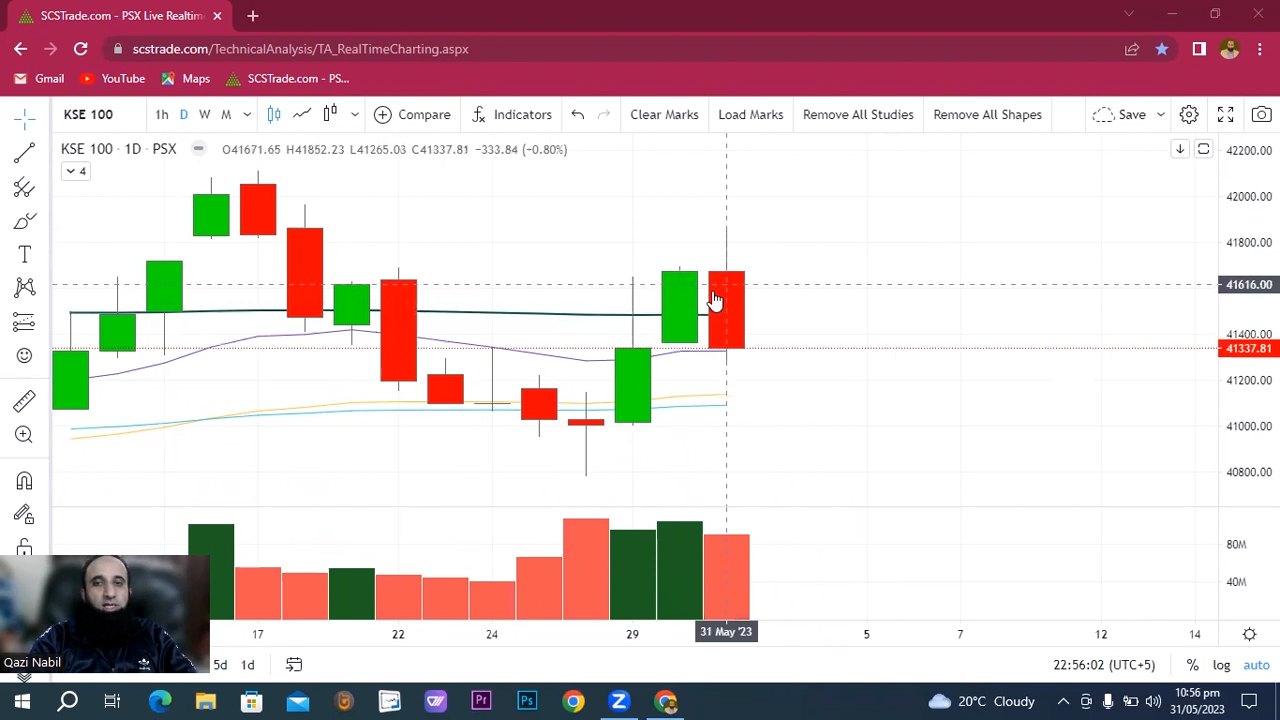 SCSTrade.com - PSX Live Realtim
scstrade.com/TechnicalAnalysis/TA_RealTimeCharting.aspx
Gmail YouTube Maps SCSTrade.com - PS...
KSE 100 1h D W M Compare Indicators Clear Marks Load Marks Remove All Studies Remove All Shapes Save
KSE 100 · 1D · PSX O41671.65 H41852.23 L41265.03 C41337.81 −333.84 (−0.80%)
4
42200.00
42000.00
41800.00
41616.00
41400.00
41337.81
41200.00
41000.00
40800.00
80M
40M
17 22 24 29 31 May '23 5 7 12 14
Qazi Nabil
5d 1d 22:56:02 (UTC+5) % log auto
20°C Cloudy
10:56 pm
31/05/2023